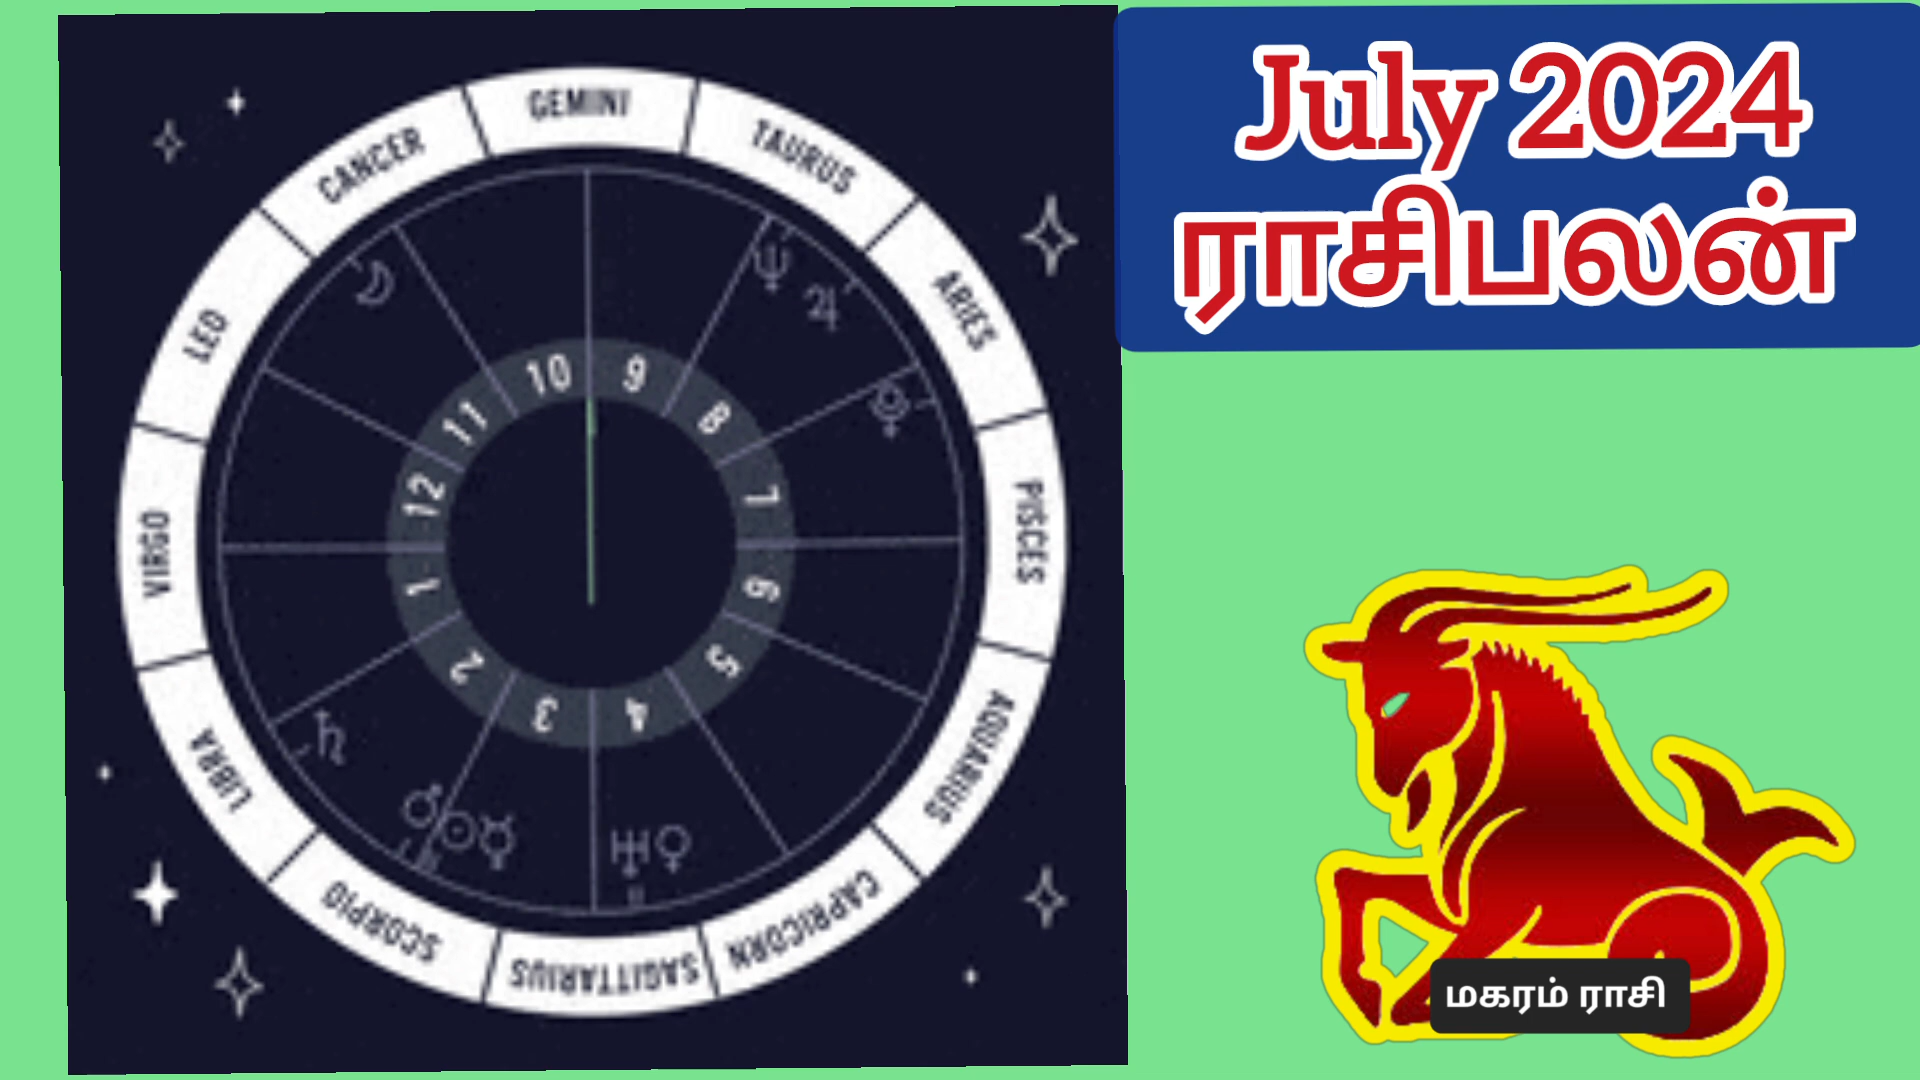 July 2024
ராசிபலன்
GEMINI
TAURUS
ARIES
PISCES
AQUARIUS
CAPRICORN
SAGITTARIUS
SCORPIO
LIBRA
VIRGO
LEO
CANCER
10
9
8
7
6
5
4
3
2
1
12
11
மகரம் ராசி